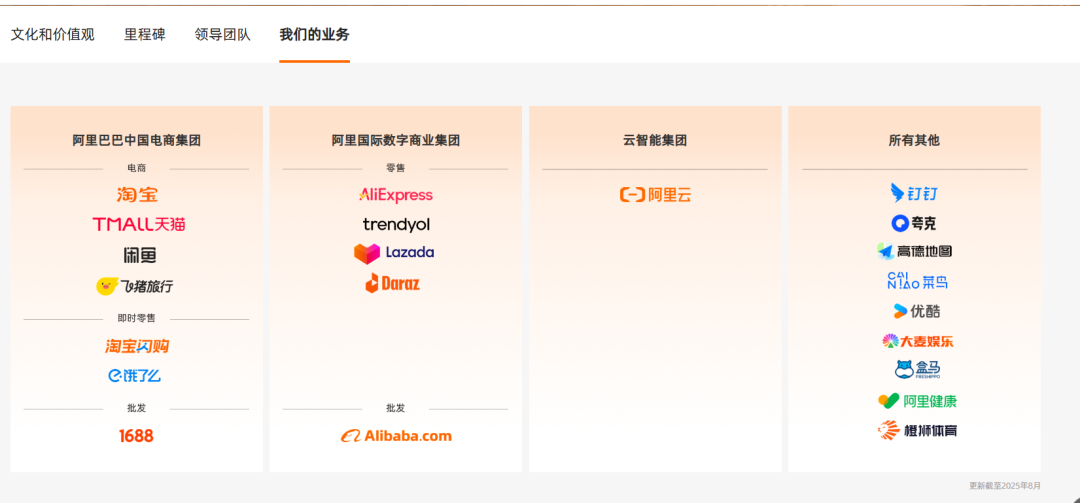 文化和价值观 里程碑 领导团队 我们的业务
阿里巴巴中国电商集团
电商
淘宝
TMALL天猫
闲鱼
飞猪旅行
即时零售
淘宝闪购
饿了么
批发
1688
阿里国际数字商业集团
零售
AliExpress
trendyol
Lazada
Daraz
批发
Alibaba.com
云智能集团
阿里云
所有其他
钉钉
夸克
高德地图
CAI NIAO 菜鸟
优酷
大麦娱乐
盒马 FRESHIPPO
阿里健康
橙狮体育
更新截至2025年8月